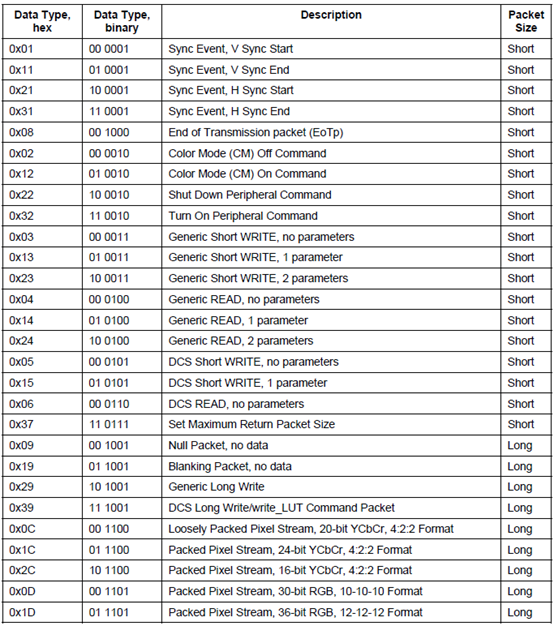 Data Type, hex Data Type, binary Description Packet Size
0x01 00 0001 Sync Event, V Sync Start Short
0x11 01 0001 Sync Event, V Sync End Short
0x21 10 0001 Sync Event, H Sync Start Short
0x31 11 0001 Sync Event, H Sync End Short
0x08 00 1000 End of Transmission packet (EoTp) Short
0x02 00 0010 Color Mode (CM) Off Command Short
0x12 01 0010 Color Mode (CM) On Command Short
0x22 10 0010 Shut Down Peripheral Command Short
0x32 11 0010 Turn On Peripheral Command Short
0x03 00 0011 Generic Short WRITE, no parameters Short
0x13 01 0011 Generic Short WRITE, 1 parameter Short
0x23 10 0011 Generic Short WRITE, 2 parameters Short
0x04 00 0100 Generic READ, no parameters Short
0x14 01 0100 Generic READ, 1 parameter Short
0x24 10 0100 Generic READ, 2 parameters Short
0x05 00 0101 DCS Short WRITE, no parameters Short
0x15 01 0101 DCS Short WRITE, 1 parameter Short
0x06 00 0110 DCS READ, no parameters Short
0x37 11 0111 Set Maximum Return Packet Size Short
0x09 00 1001 Null Packet, no data Long
0x19 01 1001 Blanking Packet, no data Long
0x29 10 1001 Generic Long Write Long
0x39 11 1001 DCS Long Write/write_LUT Command Packet Long
0x0C 00 1100 Loosely Packed Pixel Stream, 20-bit YCbCr, 4:2:2 Format Long
0x1C 01 1100 Packed Pixel Stream, 24-bit YCbCr, 4:2:2 Format Long
0x2C 10 1100 Packed Pixel Stream, 16-bit YCbCr, 4:2:2 Format Long
0x0D 00 1101 Packed Pixel Stream, 30-bit RGB, 10-10-10 Format Long
0x1D 01 1101 Packed Pixel Stream, 36-bit RGB, 12-12-12 Format Long